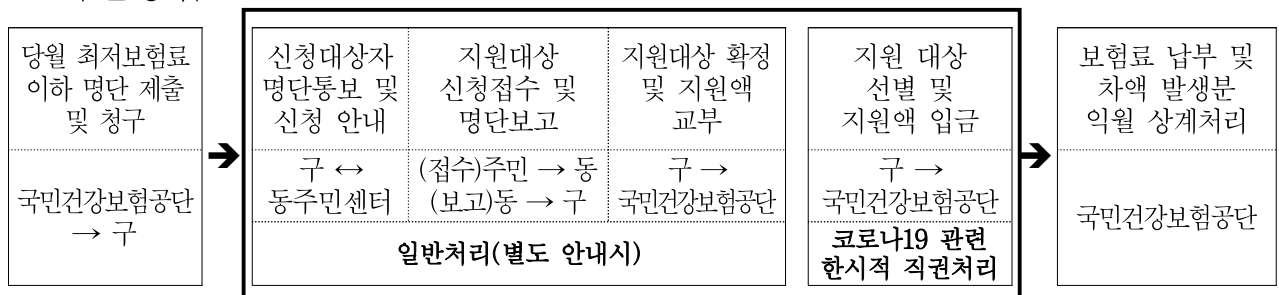 당월 최저보험료
이하 명단 제출
및 청구
국민건강보험공단
→ 구
➔
신청대상자
명단통보 및
신청 안내
구 ↔
동주민센터
지원대상
신청접수 및
명단보고
(접수)주민 → 동
(보고)동 → 구
지원대상 확정
및 지원액
교부
구 →
국민건강보험공단
일반처리(별도 안내시)
지원 대상
선별 및
지원액 입금
구 →
국민건강보험공단
코로나19 관련
한시적 직권처리
➔
보험료 납부 및
차액 발생분
익월 상계처리
국민건강보험공단